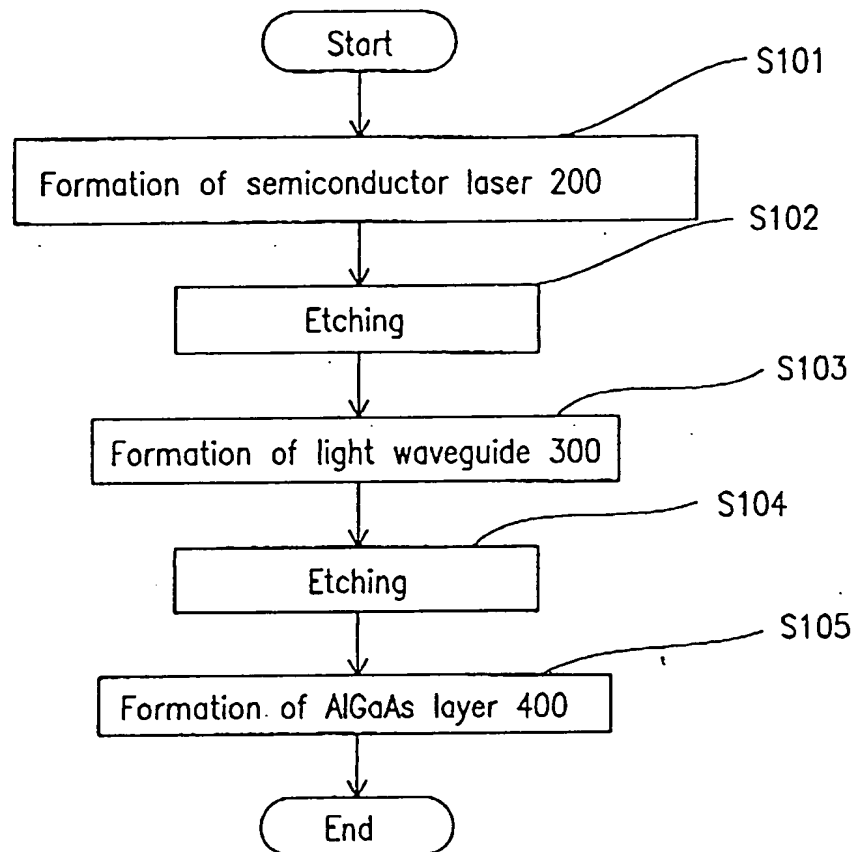 Start
S101
Formation of semiconductor laser 200
S102
Etching
S103
Formation of light waveguide 300
S104
Etching
S105
Formation of AlGaAs layer 400
End